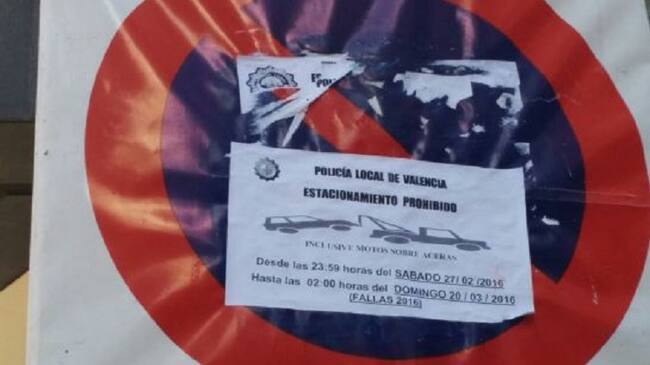 POLICÍA LOCAL DE VALENCIA
ESTACIONAMIENTO PROHIBIDO
INCLUSIVE MOTOS SOBRE ACERAS
Desde las 23:59 horas del SABADO 27/ 02 /2016
Hasta las 02:00 horas del DOMINGO 20 / 03 / 2016
(FALLAS 2016)